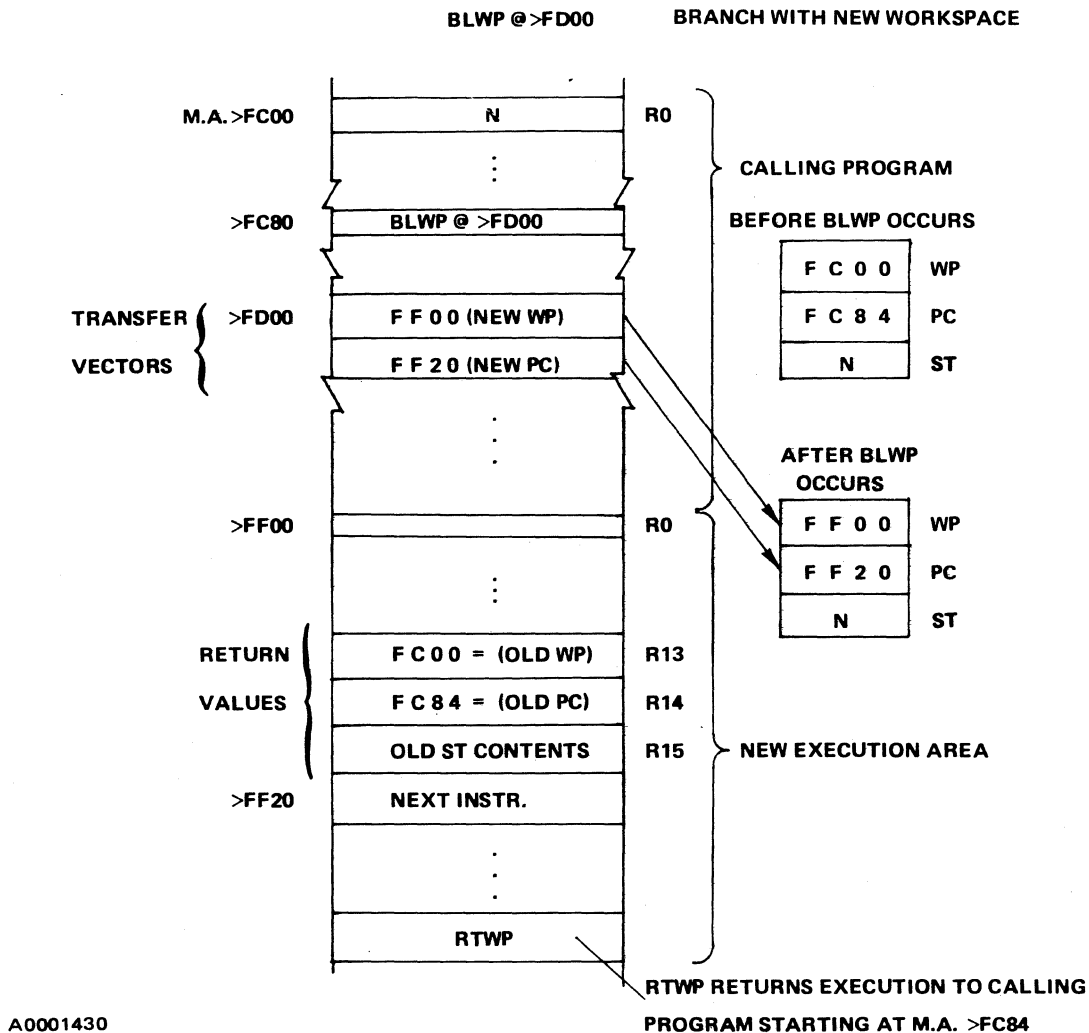 BLWP @>FD00 BRANCH WITH NEW WORKSPACE
M.A. >FC00 N R0
CALLING PROGRAM
>FC80 BLWP @ >FD00
BEFORE BLWP OCCURS
F C 0 0 WP
F C 8 4 PC
N ST
TRANSFER VECTORS
>FD00 F F 0 0 (NEW WP)
F F 2 0 (NEW PC)
AFTER BLWP
OCCURS
F F 0 0 WP
F F 2 0 PC
N ST
>FF00 R0
RETURN VALUES
F C 0 0 = (OLD WP) R13
F C 8 4 = (OLD PC) R14
OLD ST CONTENTS R15
NEW EXECUTION AREA
>FF20 NEXT INSTR.
RTWP
RTWP RETURNS EXECUTION TO CALLING
PROGRAM STARTING AT M.A. >FC84
A0001430